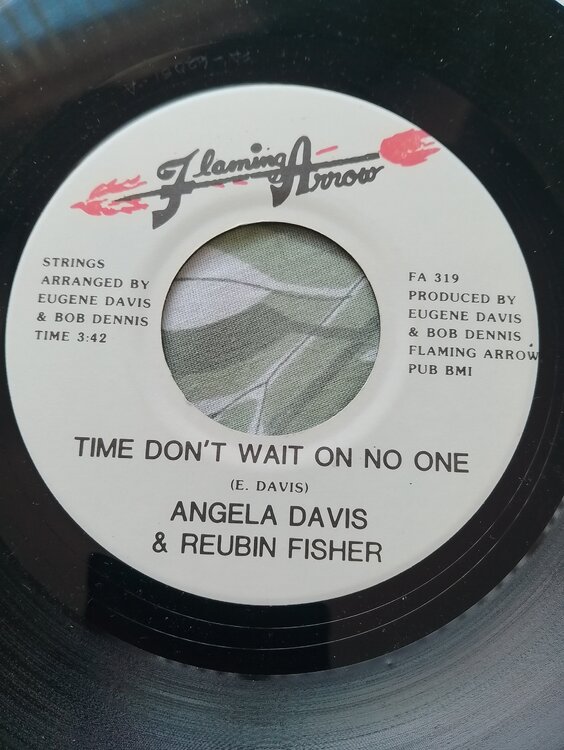 Flaming
Arrow
STRINGS
ARRANGED BY
EUGENE DAVIS
& BOB DENNIS
TIME 3:42
FA 319
PRODUCED BY
EUGENE DAVIS
& BOB DENNIS
FLAMING ARROW
PUB BMI
TIME DON'T WAIT ON NO ONE
(E. DAVIS)
ANGELA DAVIS
& REUBIN FISHER